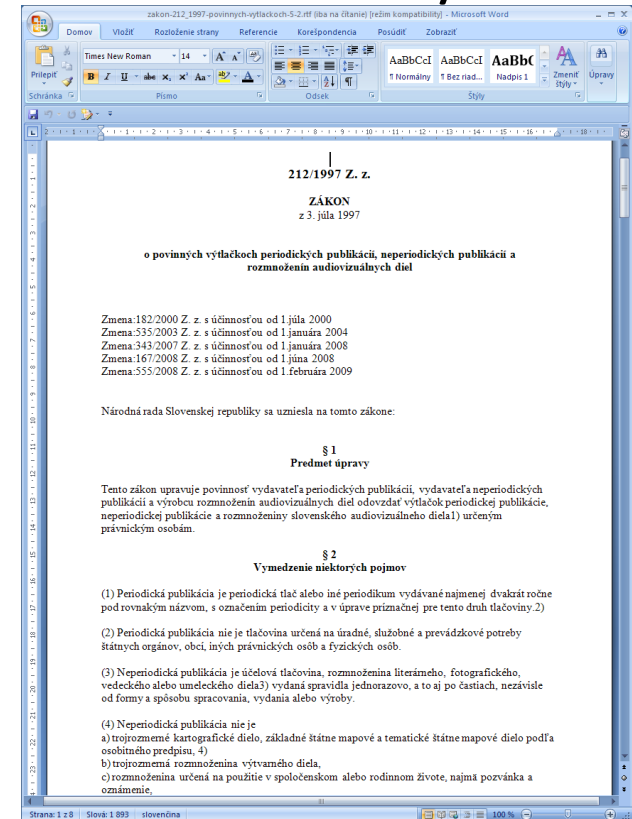 zakon-212_1997-povinnych-vytlackoch-5-2.rtf (iba na čítanie) [režim kompatibility] - Microsoft Word
Domov Vložiť Rozloženie strany Referencie Korešpondencia Posúdiť Zobraziť
Times New Roman 14
Prilepiť
AaBbCcI AaBbCcI AaBb(
¶ Normálny ¶ Bez riad... Nadpis 1
Zmeniť štýly
Úpravy
Schránka Písmo Odsek Štýly
212/1997 Z. z.
ZÁKON
z 3. júla 1997
o povinných výtlačkoch periodických publikácií, neperiodických publikácií a
rozmnoženín audiovizuálnych diel
Zmena:182/2000 Z. z. s účinnosťou od 1.júla 2000
Zmena:535/2003 Z. z. s účinnosťou od 1.januára 2004
Zmena:343/2007 Z. z. s účinnosťou od 1.januára 2008
Zmena:167/2008 Z. z. s účinnosťou od 1.júna 2008
Zmena:555/2008 Z. z. s účinnosťou od 1.februára 2009
Národná rada Slovenskej republiky sa uzniesla na tomto zákone:
§ 1
Predmet úpravy
Tento zákon upravuje povinnosť vydavateľa periodických publikácií, vydavateľa neperiodických
publikácií a výrobcu rozmnoženín audiovizuálnych diel odovzdať výtlačok periodickej publikácie,
neperiodickej publikácie a rozmnoženiny slovenského audiovizuálneho diela1) určeným
právnickým osobám.
§ 2
Vymedzenie niektorých pojmov
(1) Periodická publikácia je periodická tlač alebo iné periodikum vydávané najmenej dvakrát ročne
pod rovnakým názvom, s označením periodicity a v úprave príznačnej pre tento druh tlačoviny.2)
(2) Periodická publikácia nie je tlačovina určená na úradné, služobné a prevádzkové potreby
štátnych orgánov, obcí, iných právnických osôb a fyzických osôb.
(3) Neperiodická publikácia je účelová tlačovina, rozmnoženina literárneho, fotografického,
vedeckého alebo umeleckého diela3) vydaná spravidla jednorazovo, a to aj po častiach, nezávisle
od formy a spôsobu spracovania, vydania alebo výroby.
(4) Neperiodická publikácia nie je
a) trojrozmerné kartografické dielo, základné štátne mapové a tematické štátne mapové dielo podľa
osobitného predpisu, 4)
b) trojrozmerná rozmnoženina výtvarného diela,
c) rozmnoženina určená na použitie v spoločenskom alebo rodinnom živote, najmä pozvánka a
oznámenie,
Strana: 1 z 8 Slová: 1 893 slovenčina 100 %